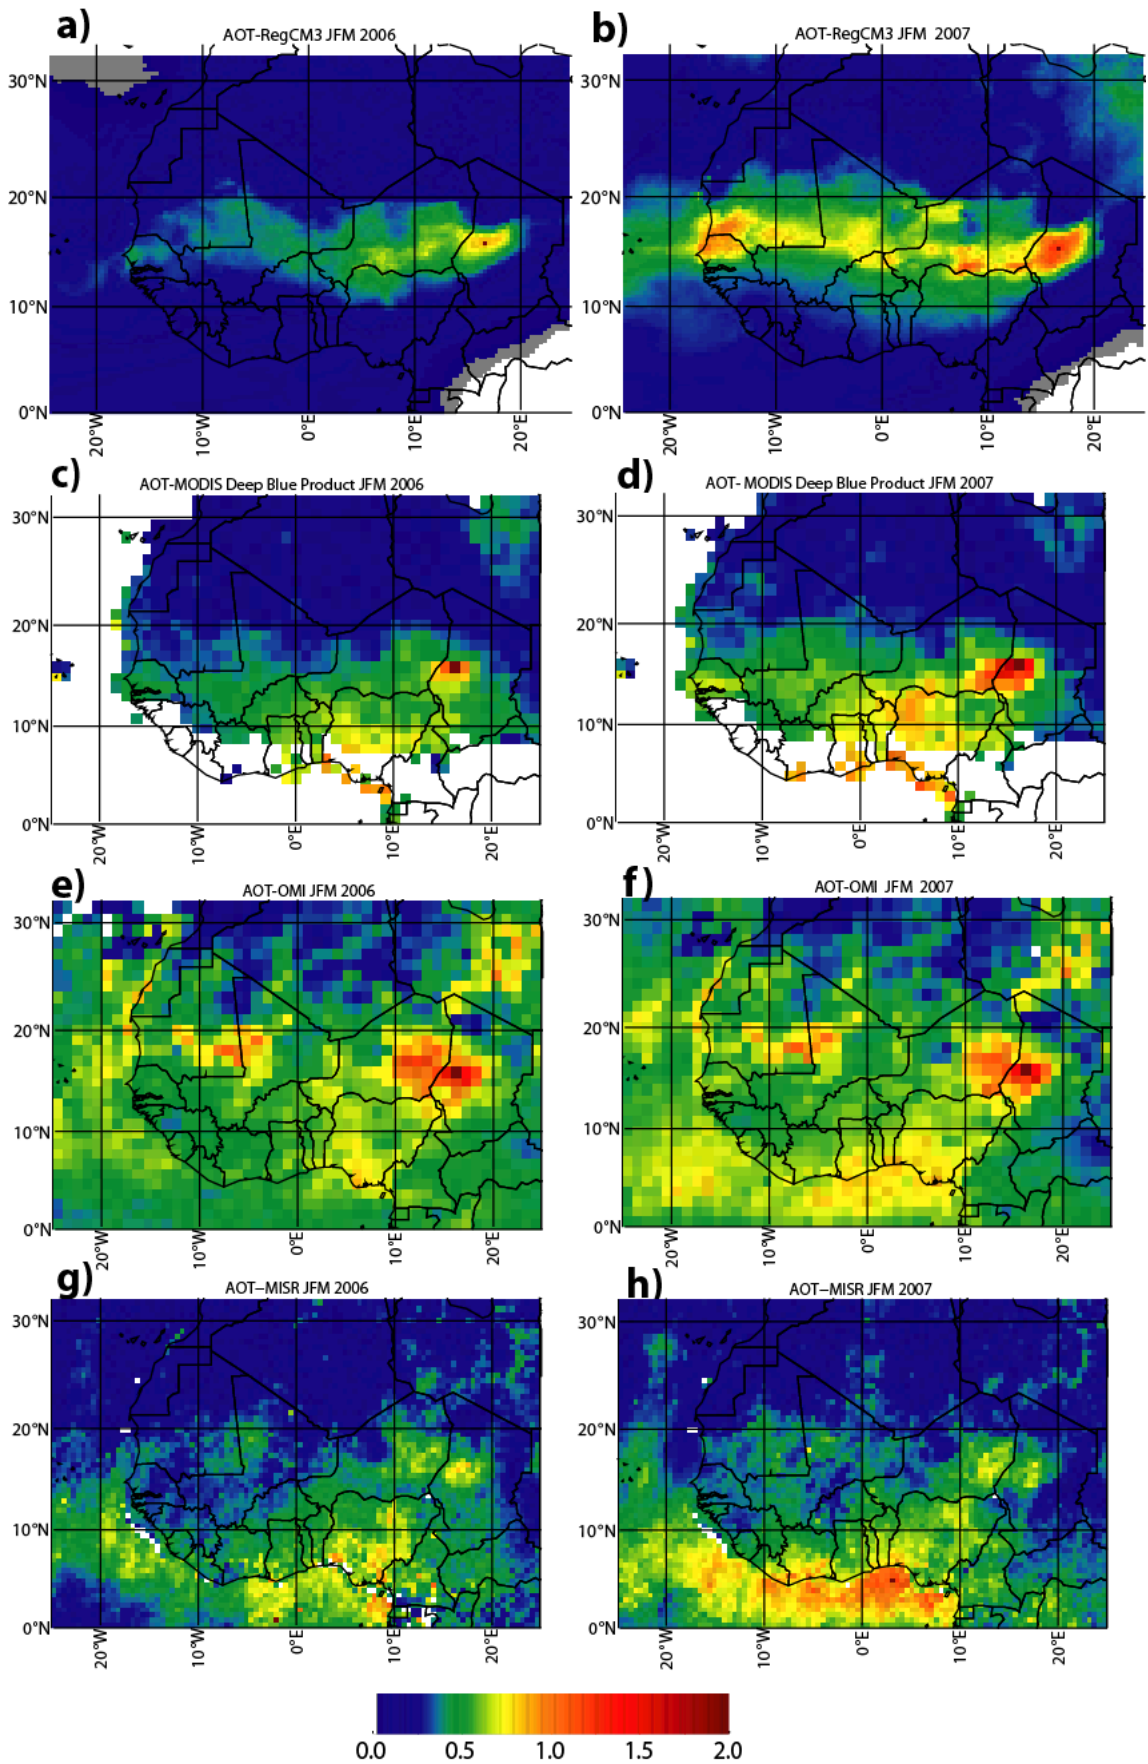 a) b)
AOT-RegCM3 JFM 2006 AOT-RegCM3 JFM 2007
30°N 30°N
20°N 20°N
10°N 10°N
0°N 0°N
20°W 10°W 0°E 10°E 20°E 20°W 10°W 0°E 10°E 20°E
c) d)
AOT-MODIS Deep Blue Product JFM 2006 AOT- MODIS Deep Blue Product JFM 2007
30°N 30°N
20°N 20°N
10°N 10°N
0°N 0°N
20°W 10°W 0°E 10°E 20°E 20°W 10°W 0°E 10°E 20°E
e) f)
AOT-OMI JFM 2006 AOT-OMI JFM 2007
30°N 30°N
20°N 20°N
10°N 10°N
0°N 0°N
20°W 10°W 0°E 10°E 20°E 20°W 10°W 0°E 10°E 20°E
g) h)
AOT–MISR JFM 2006 AOT–MISR JFM 2007
30°N 30°N
20°N 20°N
10°N 10°N
0°N 0°N
20°W 10°W 0°E 10°E 20°E 20°W 10°W 0°E 10°E 20°E
0.0 0.5 1.0 1.5 2.0